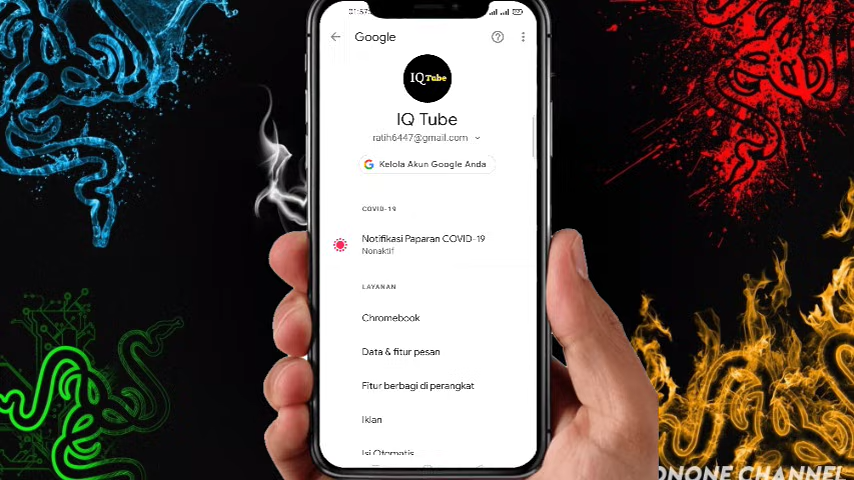 Google
IQ Tube
IQ Tube
ratih6447@gmail.com
Kelola Akun Google Anda
COVID-19
Notifikasi Paparan COVID-19
Nonaktif
LAYANAN
Chromebook
Data & fitur pesan
Fitur berbagi di perangkat
Iklan
Isi Otomatis
CHANNEL